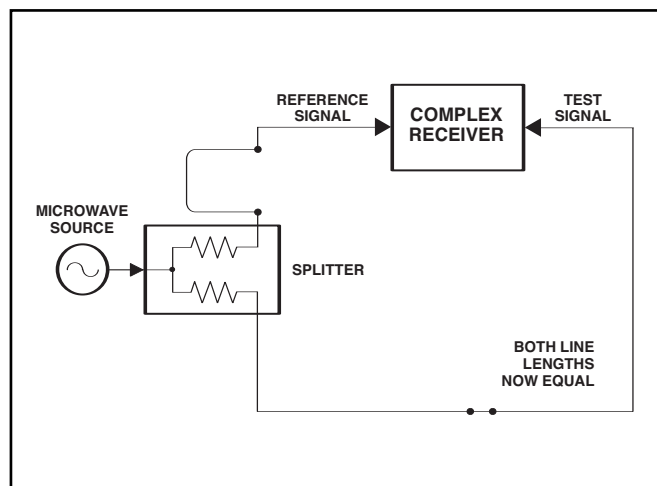 REFERENCE
SIGNAL
COMPLEX
RECEIVER
TEST
SIGNAL
MICROWAVE
SOURCE
SPLITTER
BOTH LINE
LENGTHS
NOW EQUAL